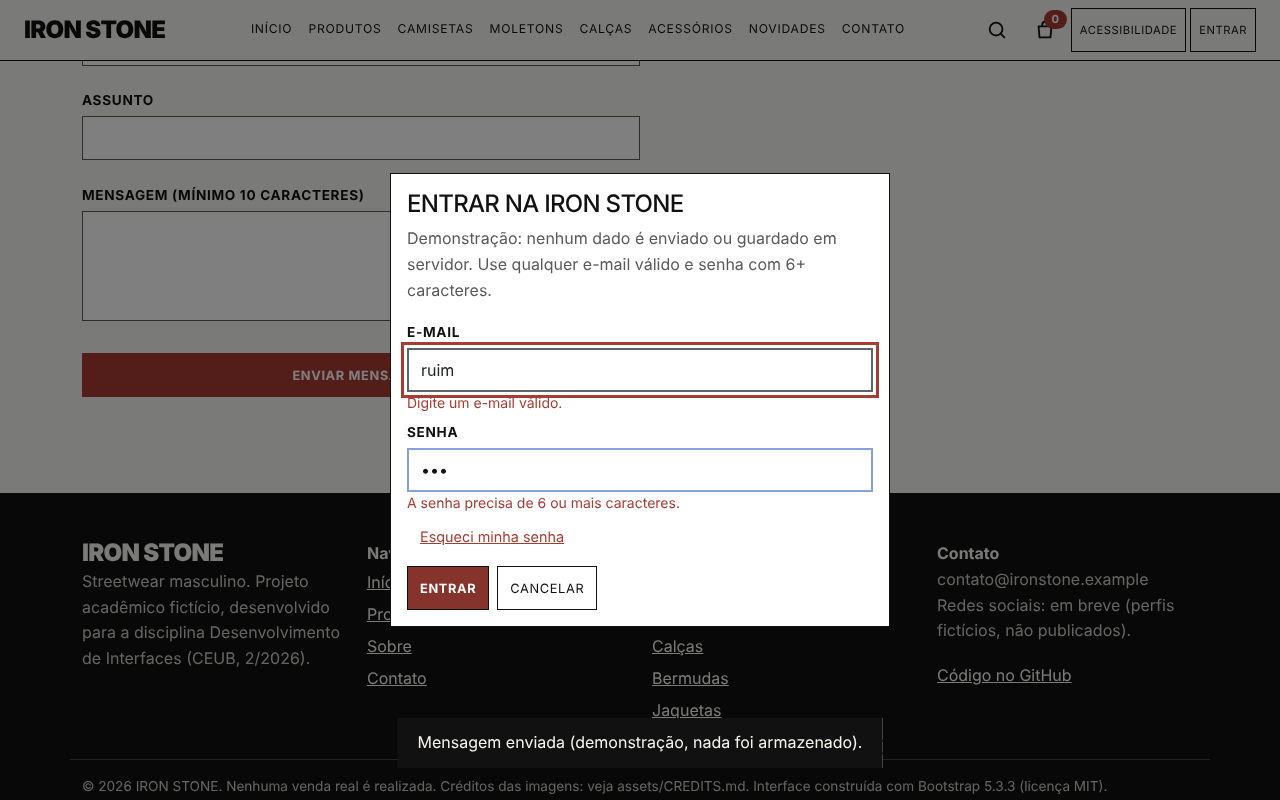 IRON STONE
INÍCIO PRODUTOS CAMISETAS MOLETONS CALÇAS ACESSÓRIOS NOVIDADES CONTATO
0
ACESSIBILIDADE
ENTRAR
ASSUNTO
MENSAGEM (MÍNIMO 10 CARACTERES)
ENTRAR NA IRON STONE
Demonstração: nenhum dado é enviado ou guardado em
servidor. Use qualquer e-mail válido e senha com 6+
caracteres.
E-MAIL
ruim
Digite um e-mail válido.
SENHA
•••
A senha precisa de 6 ou mais caracteres.
Esqueci minha senha
ENTRAR
CANCELAR
ENVIAR
IRON STONE
Streetwear masculino. Projeto
acadêmico fictício, desenvolvido
para a disciplina Desenvolvimento
de Interfaces (CEUB, 2/2026).
Sobre
Contato
Calças
Bermudas
Jaquetas
Contato
contato@ironstone.example
Redes sociais: em breve (perfis
fictícios, não publicados).
Código no GitHub
Mensagem enviada (demonstração, nada foi armazenado).
© 2026 IRON STONE. Nenhuma venda real é realizada. Créditos das imagens: veja assets/CREDITS.md. Interface construída com Bootstrap 5.3.3 (licença MIT).